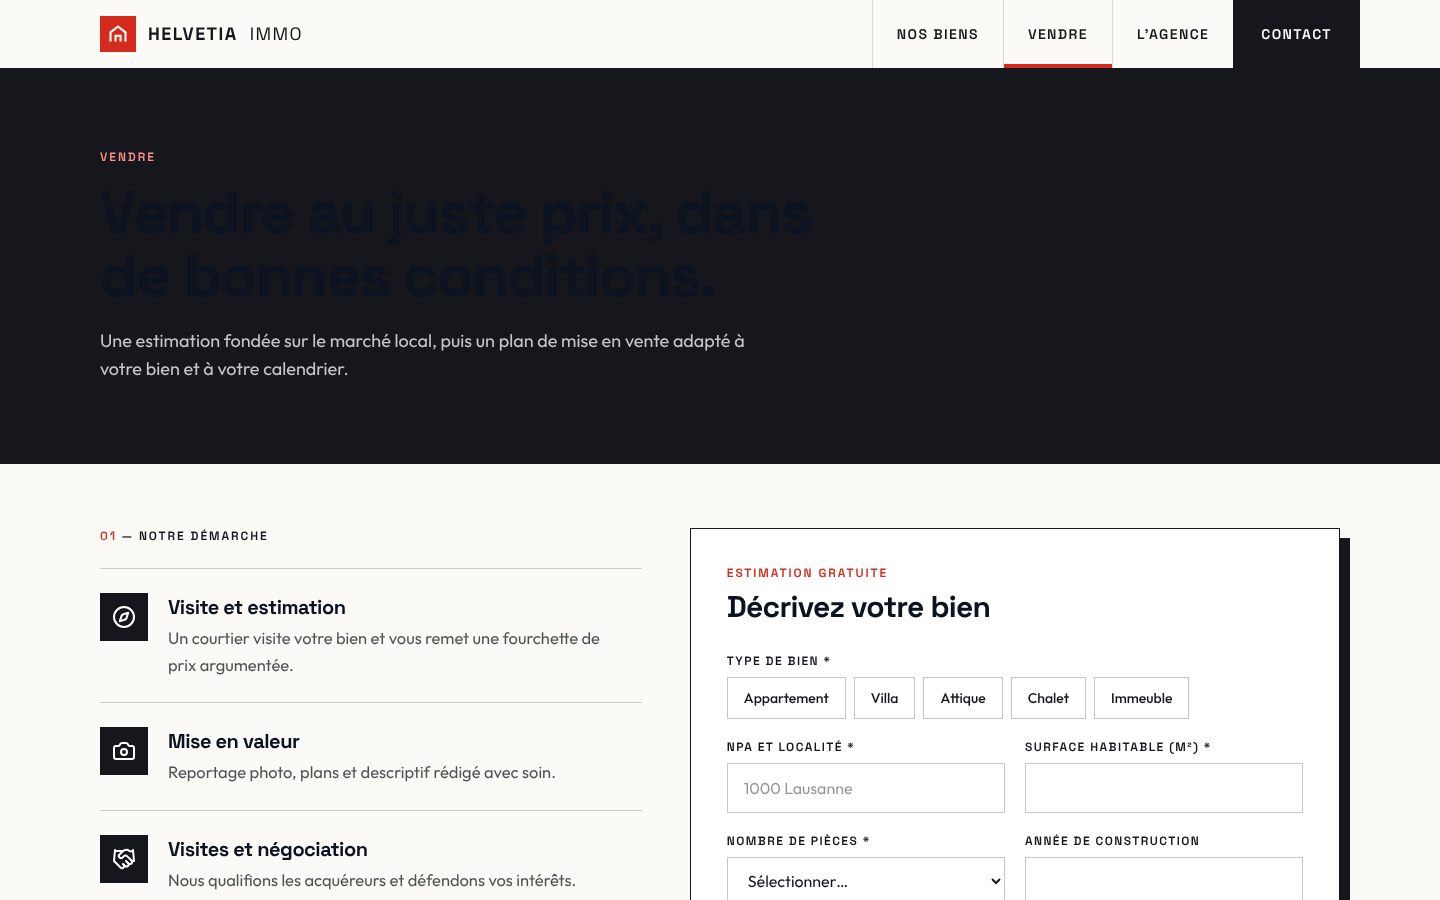 HELVETIA IMMO
NOS BIENS
VENDRE
L'AGENCE
CONTACT
VENDRE
Vendre au juste prix, dans
de bonnes conditions.
Une estimation fondée sur le marché local, puis un plan de mise en vente adapté à
votre bien et à votre calendrier.
01 — NOTRE DÉMARCHE
Visite et estimation
Un courtier visite votre bien et vous remet une fourchette de
prix argumentée.
Mise en valeur
Reportage photo, plans et descriptif rédigé avec soin.
Visites et négociation
Nous qualifions les acquéreurs et défendons vos intérêts.
ESTIMATION GRATUITE
Décrivez votre bien
TYPE DE BIEN *
Appartement
Villa
Attique
Chalet
Immeuble
NPA ET LOCALITÉ *
SURFACE HABITABLE (M²) *
1000 Lausanne
NOMBRE DE PIÈCES *
ANNÉE DE CONSTRUCTION
Sélectionner…